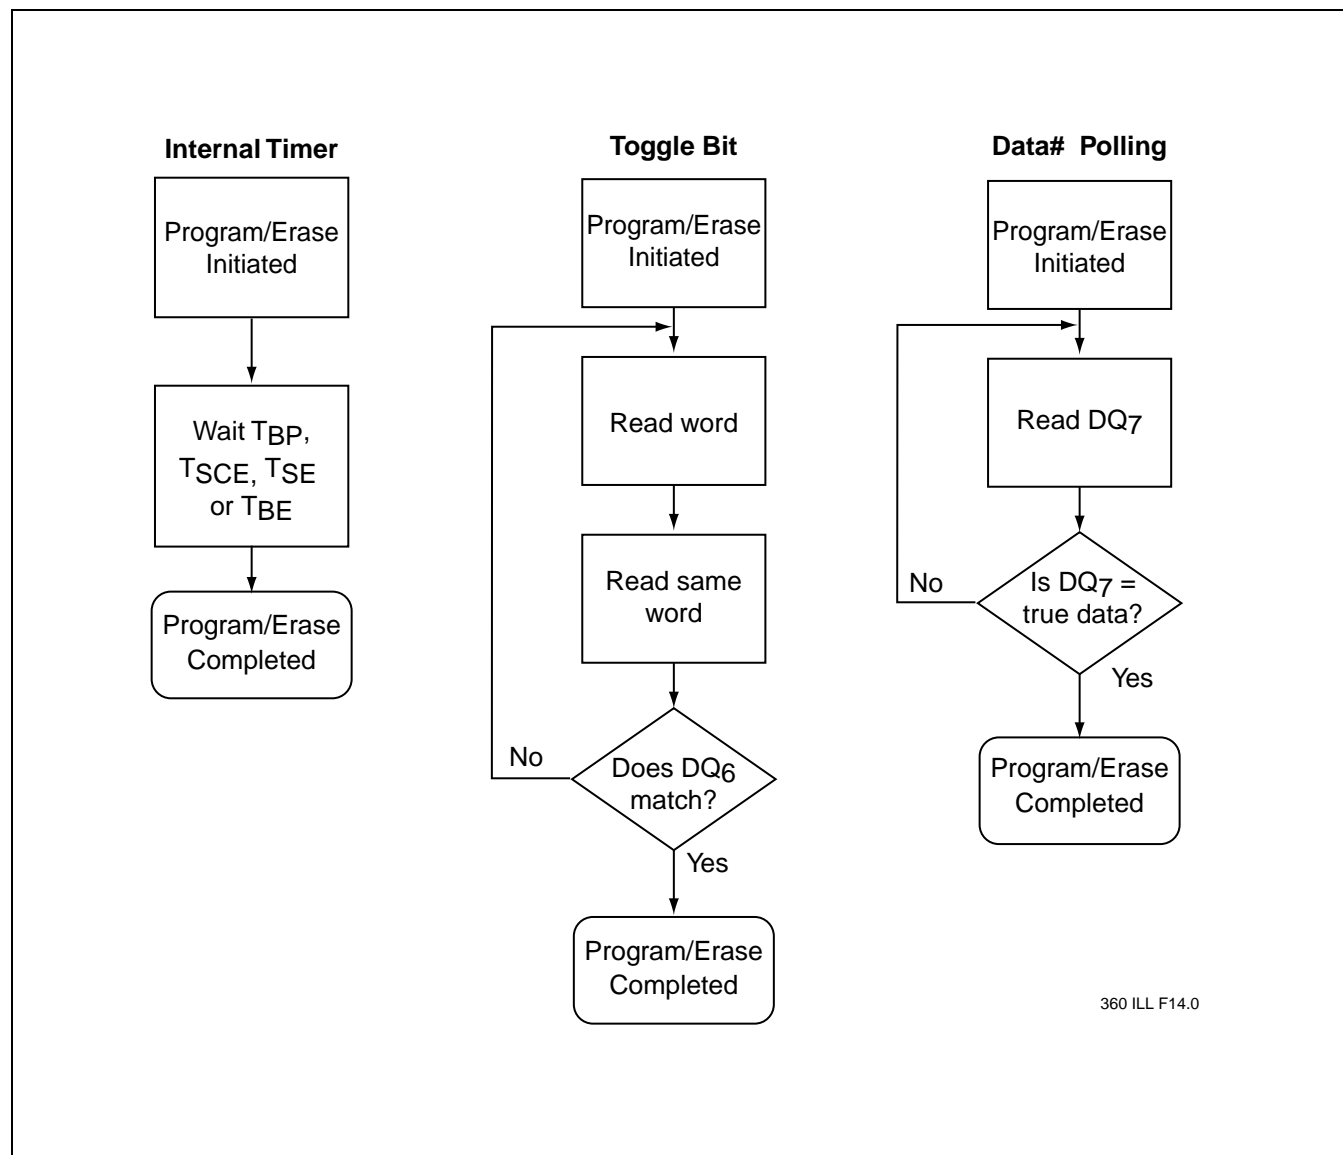 Internal Timer
Program/Erase
Initiated
Wait TBP,
TSCE, TSE
or TBE
Program/Erase
Completed
Toggle Bit
Program/Erase
Initiated
Read word
Read same
word
No
Does DQ6
match?
Yes
Program/Erase
Completed
Data# Polling
Program/Erase
Initiated
Read DQ7
No
Is DQ7 =
true data?
Yes
Program/Erase
Completed
360 ILL F14.0